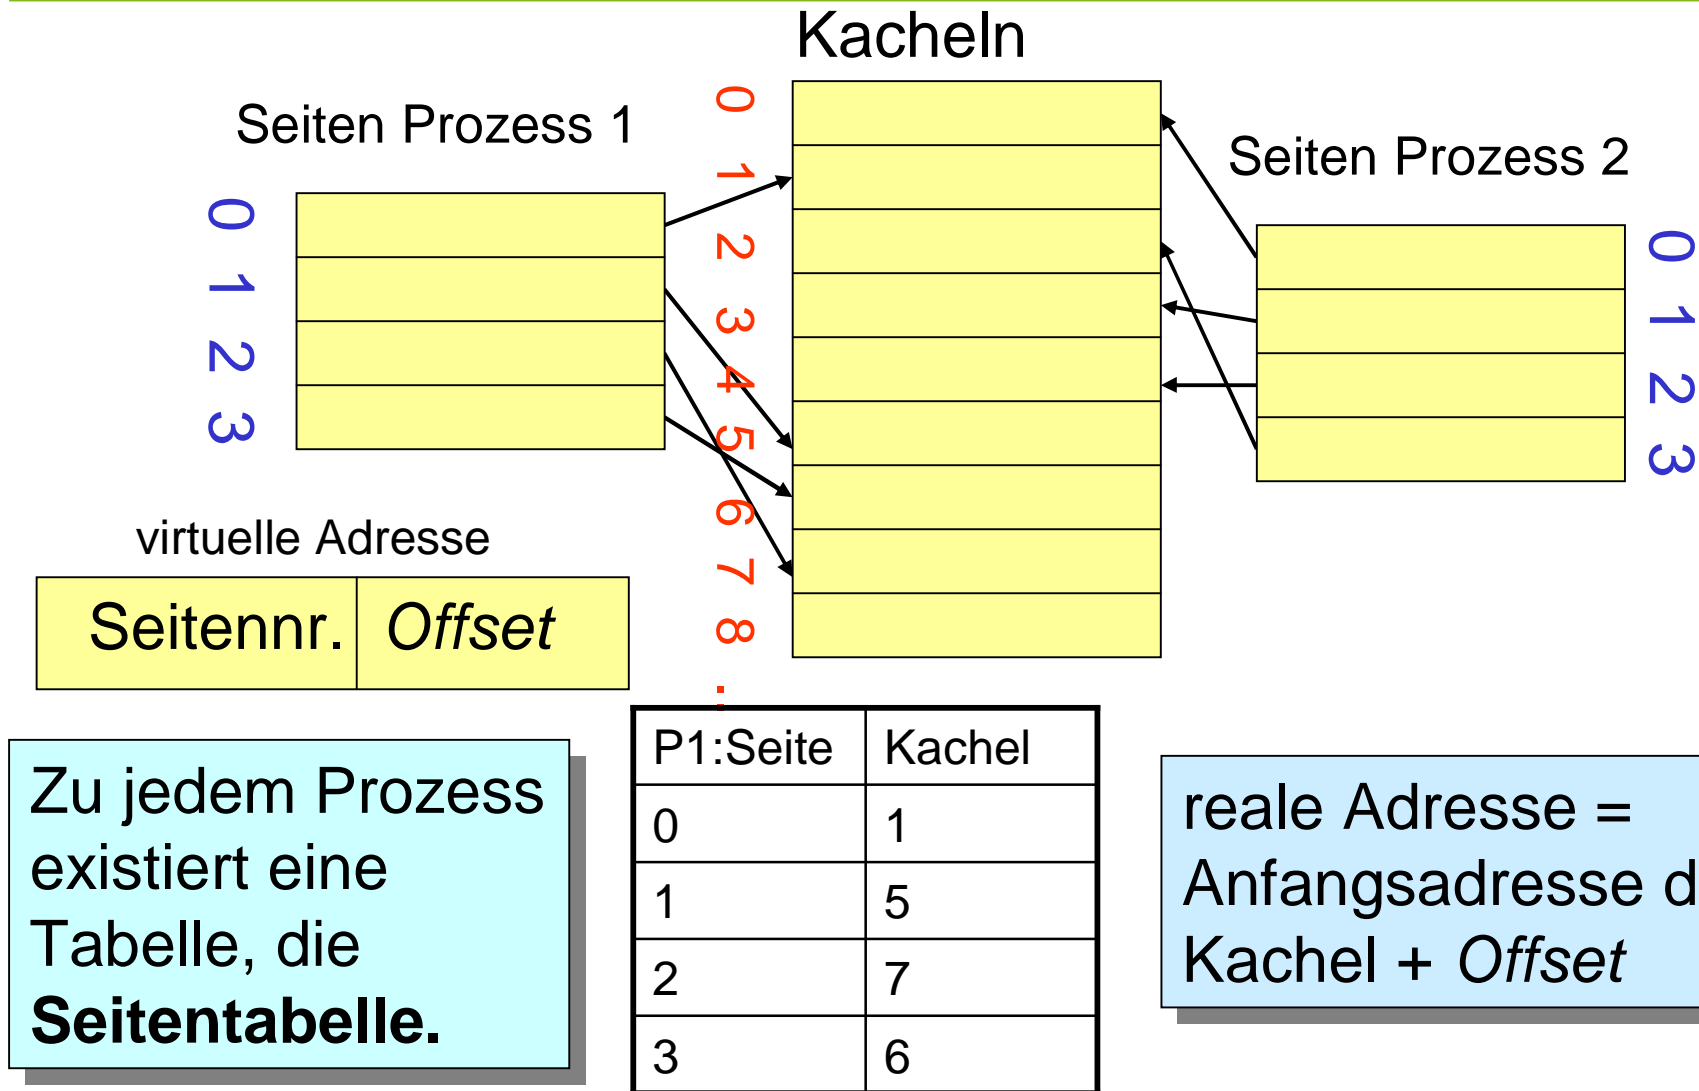 Kacheln
Seiten Prozess 1
Seiten Prozess 2
0 1 2 3
0 1 2 3 4 5 6 7 8 ..
0 1 2 3
virtuelle Adresse
Seitennr. Offset
Zu jedem Prozess
existiert eine
Tabelle, die
Seitentabelle.
P1:Seite Kachel
0 1
1 5
2 7
3 6
reale Adresse =
Anfangsadresse d
Kachel + Offset